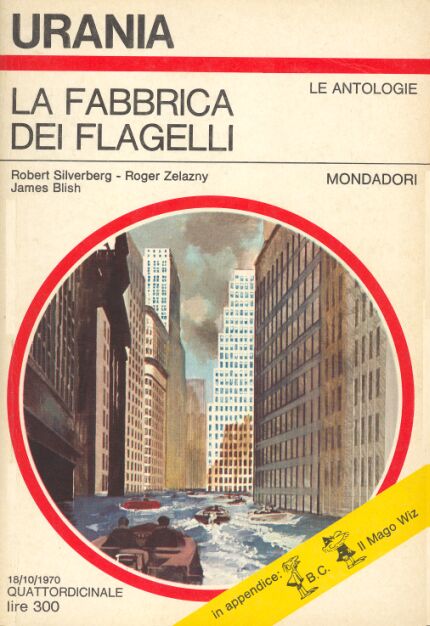 URANIA
LE ANTOLOGIE
LA FABBRICA
DEI FLAGELLI
Robert Silverberg - Roger Zelazny
James Blish
MONDADORI
18/10/1970
QUATTORDICINALE
lire 300
in appendice:
B.C.
Il Mago Wiz